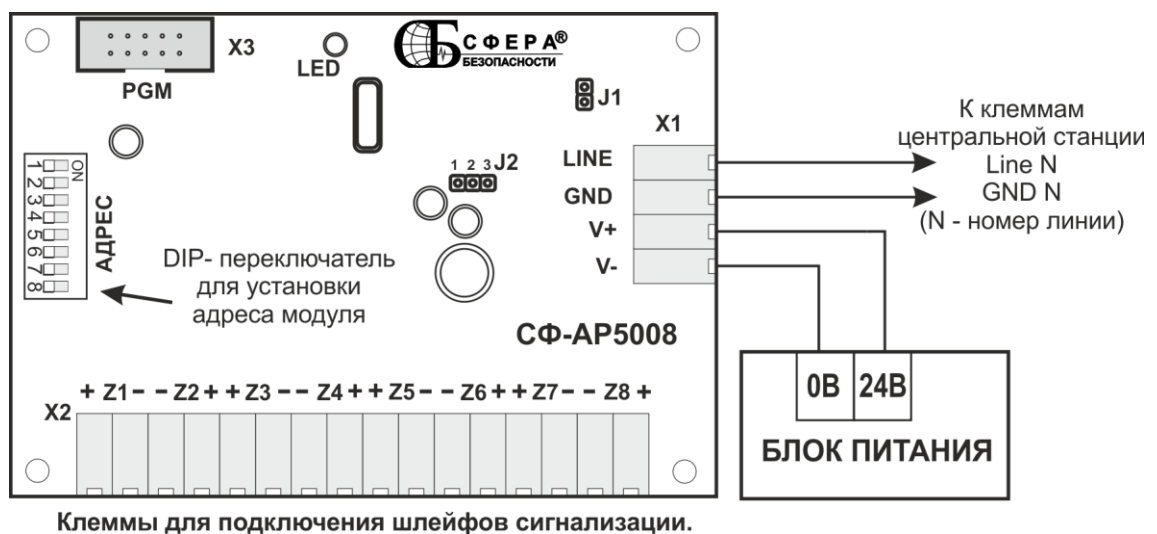 СБ СФЕРА®
БЕЗОПАСНОСТИ
X3
LED
PGM
J1
X1
1 2 3 J2
LINE
GND
V+
V-
К клеммам
центральной станции
Line N
GND N
(N - номер линии)
ON
1
2
3
4
5
6
7
8
АДРЕС
DIP- переключатель
для установки
адреса модуля
СФ-АР5008
0В 24В
БЛОК ПИТАНИЯ
+ Z1 - - Z2 + + Z3 - - Z4 + + Z5 - - Z6 + + Z7 - - Z8 +
X2
Клеммы для подключения шлейфов сигнализации.